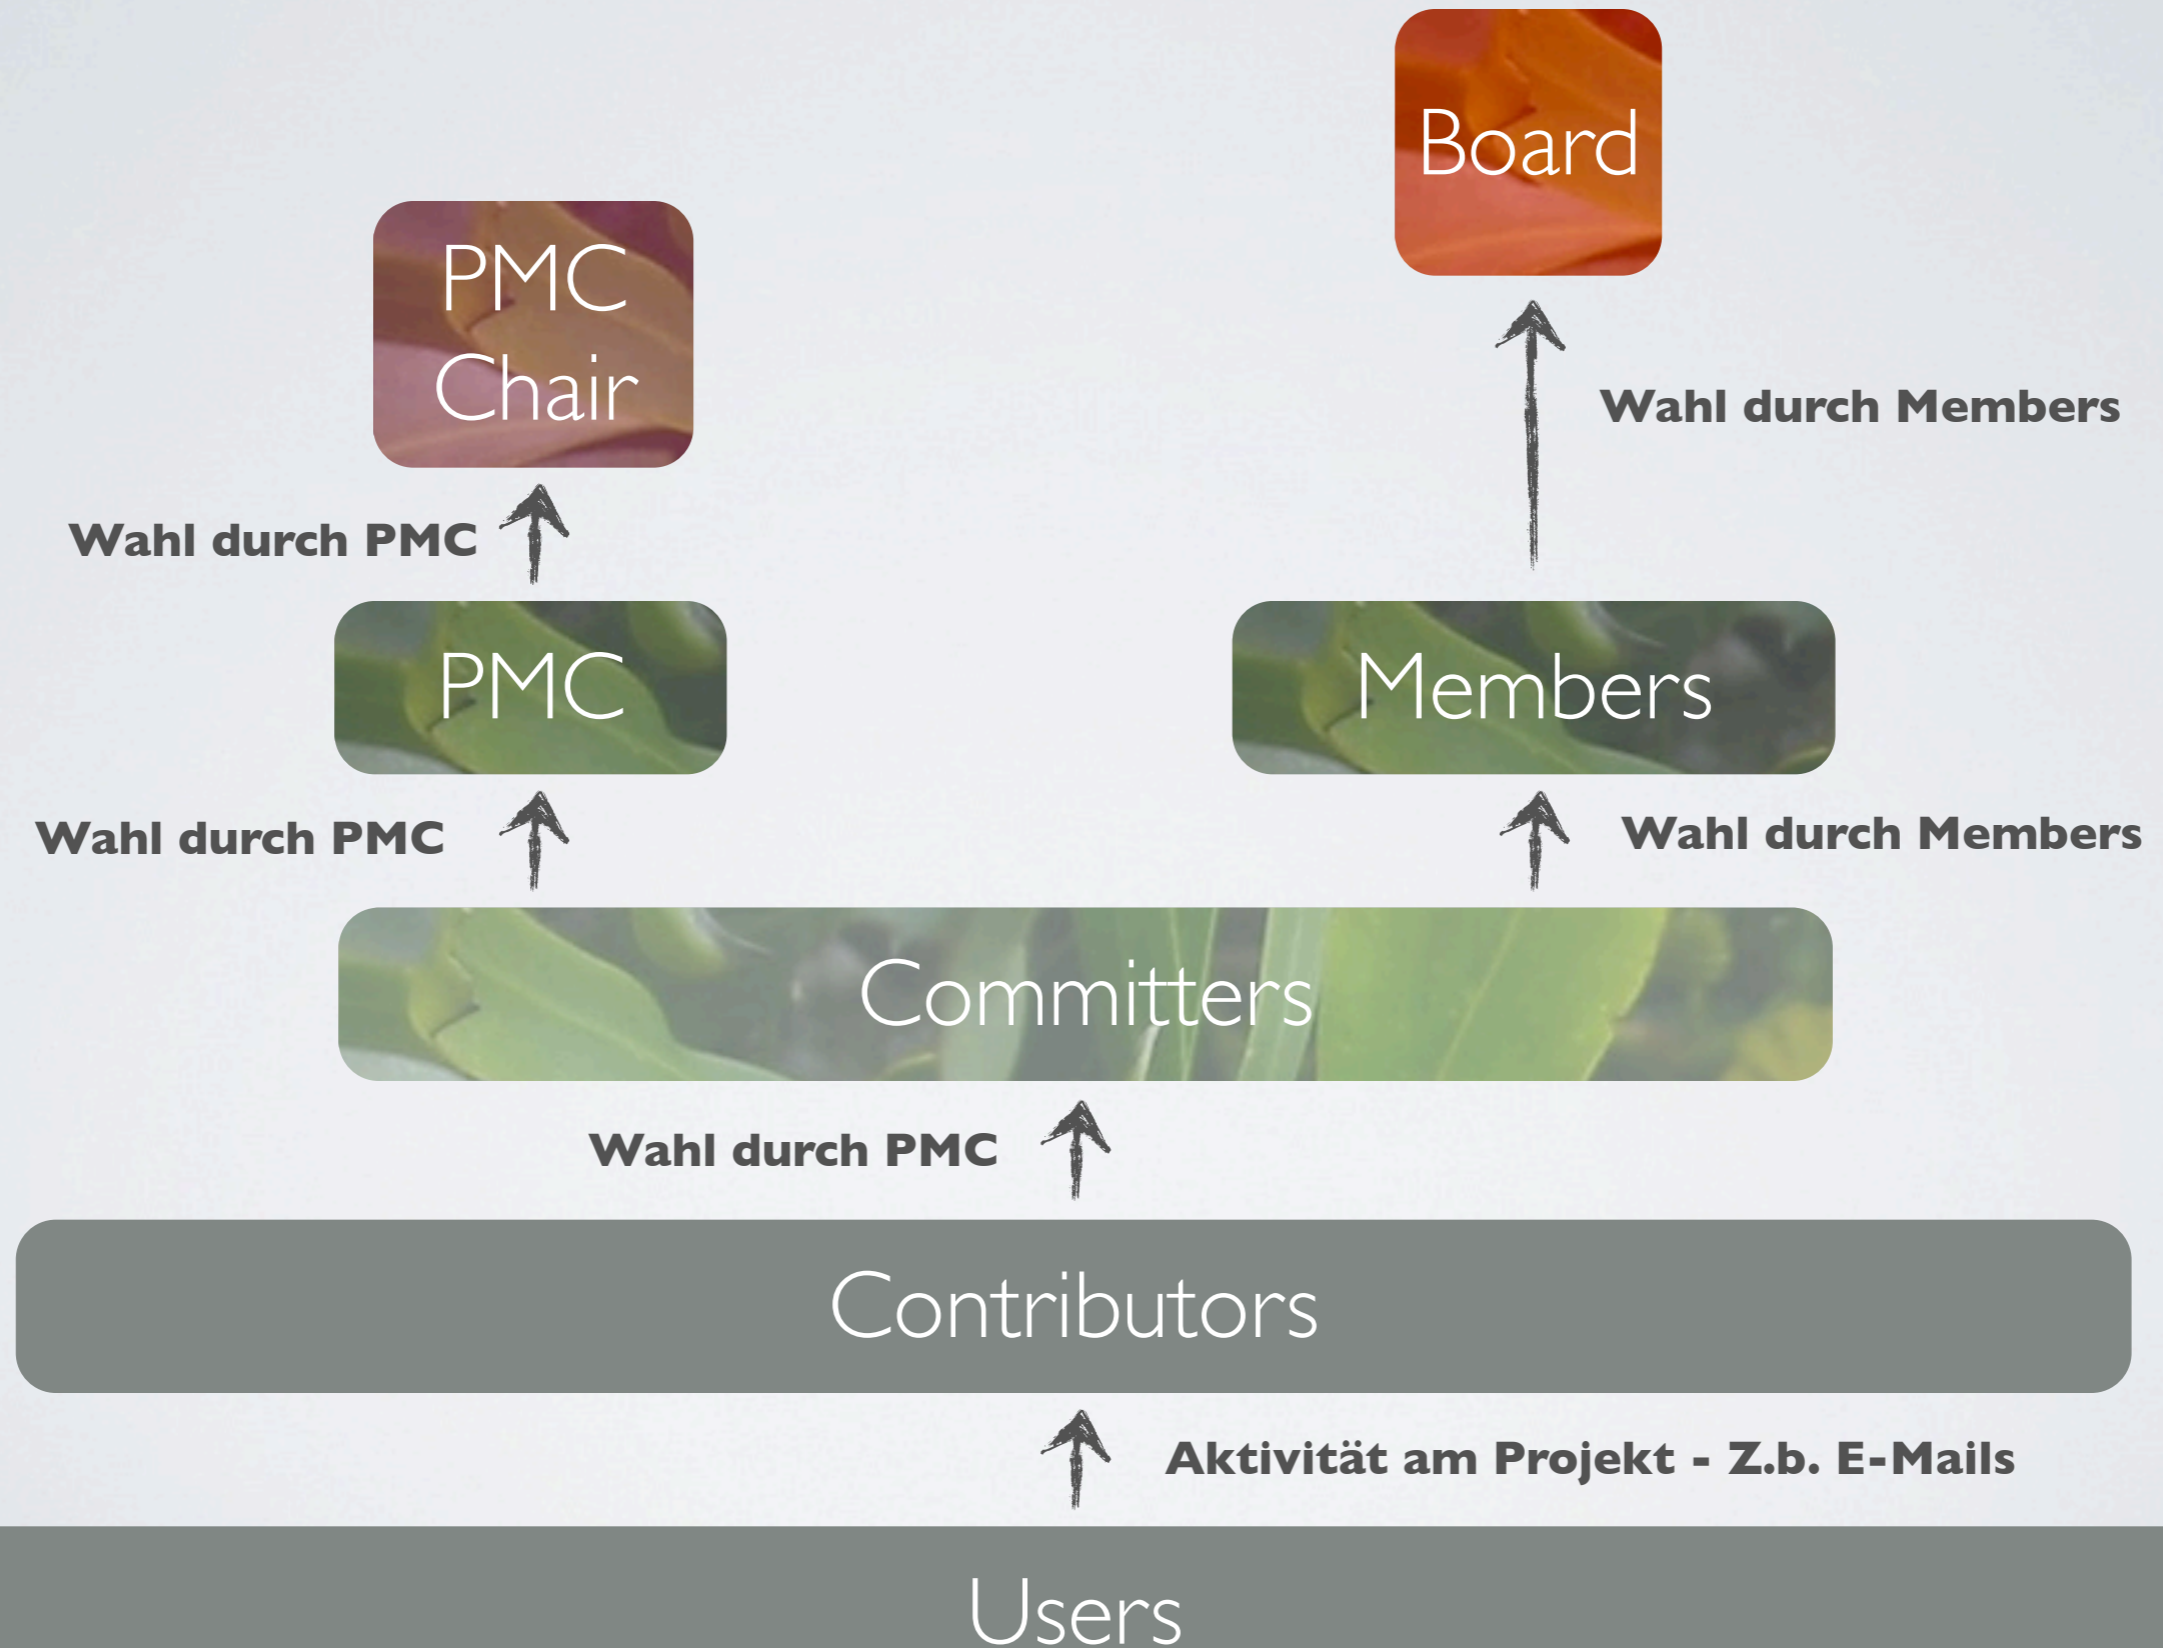 Board
PMC
Chair
Wahl durch Members
Wahl durch PMC
PMC
Members
Wahl durch PMC
Wahl durch Members
Committers
Wahl durch PMC
Contributors
Aktivität am Projekt - Z.b. E-Mails
Users